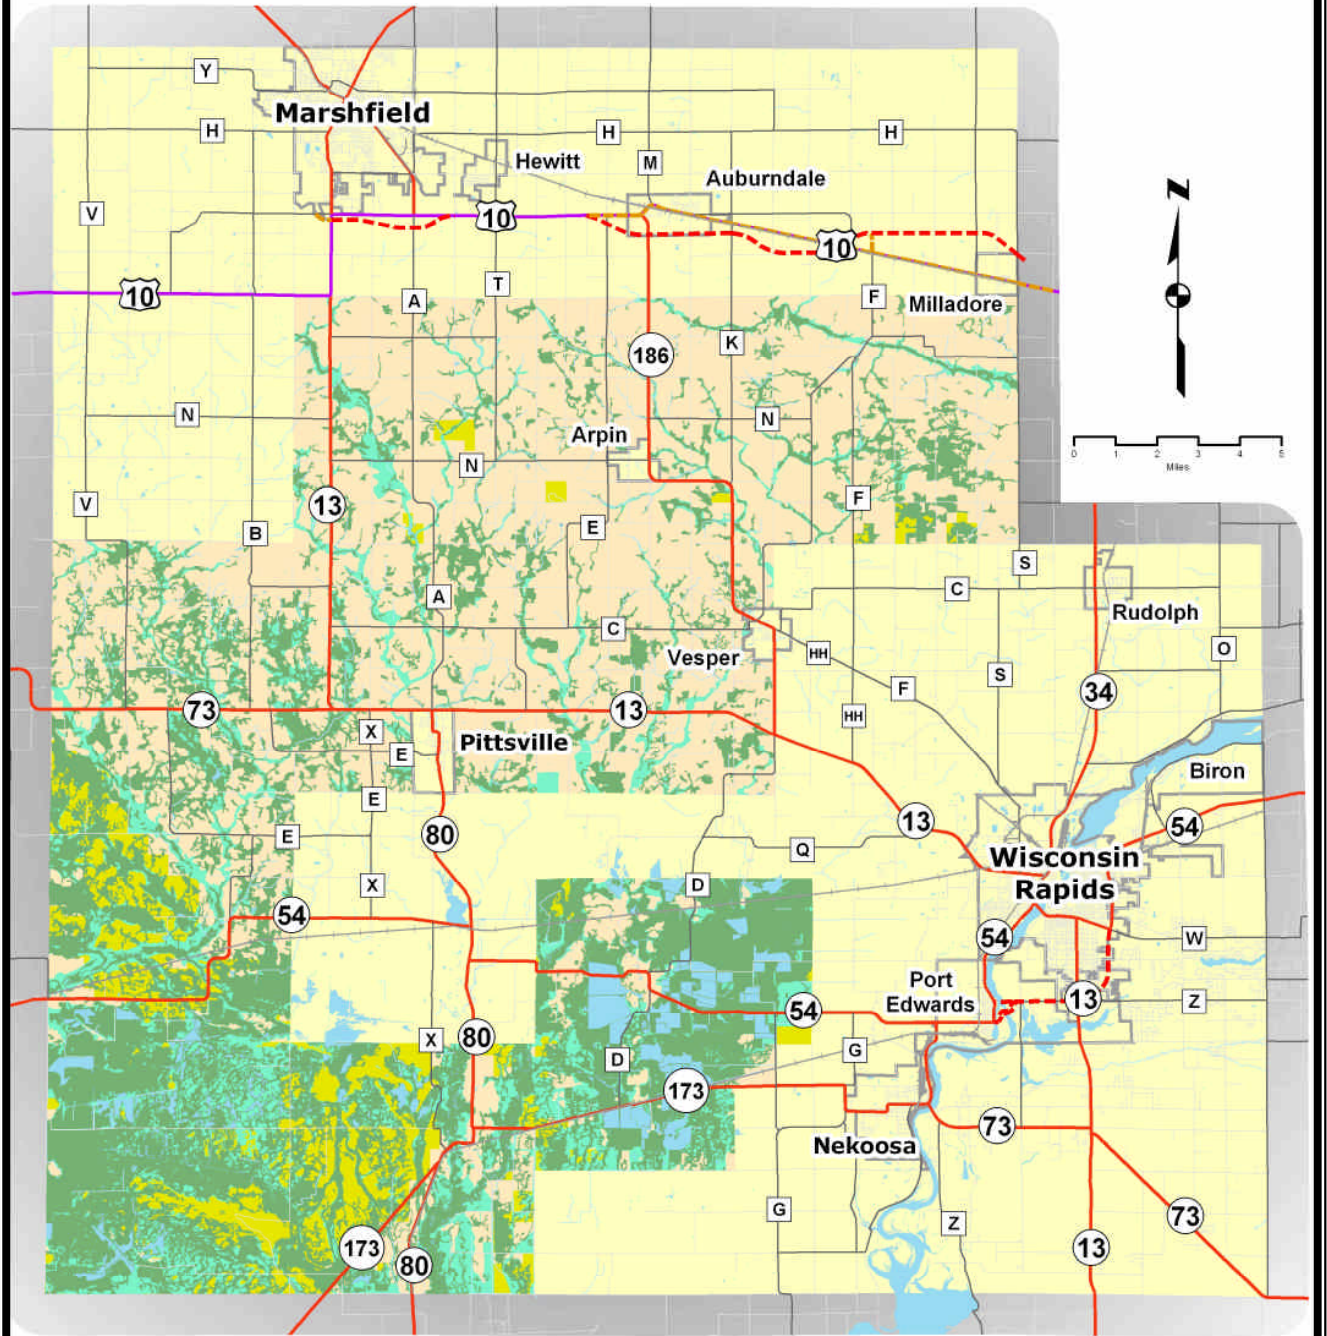 Y
Marshfield
H
H
H
Hewitt
M
Auburndale
V
10
10
10
T
A
F
Milladore
Z
K
186
0 1 2 3 4 5
Miles
N
N
Arpin
N
V
13
F
B
E
S
C
A
Rudolph
C
HH
O
Vesper
S
F
34
73
13
HH
X
Pittsville
E
Biron
E
13
54
80
E
Q
Wisconsin
Rapids
X
D
54
54
W
Port
Edwards
13
Z
54
X
80
G
D
173
73
Nekoosa
G
Z
73
173
13
80